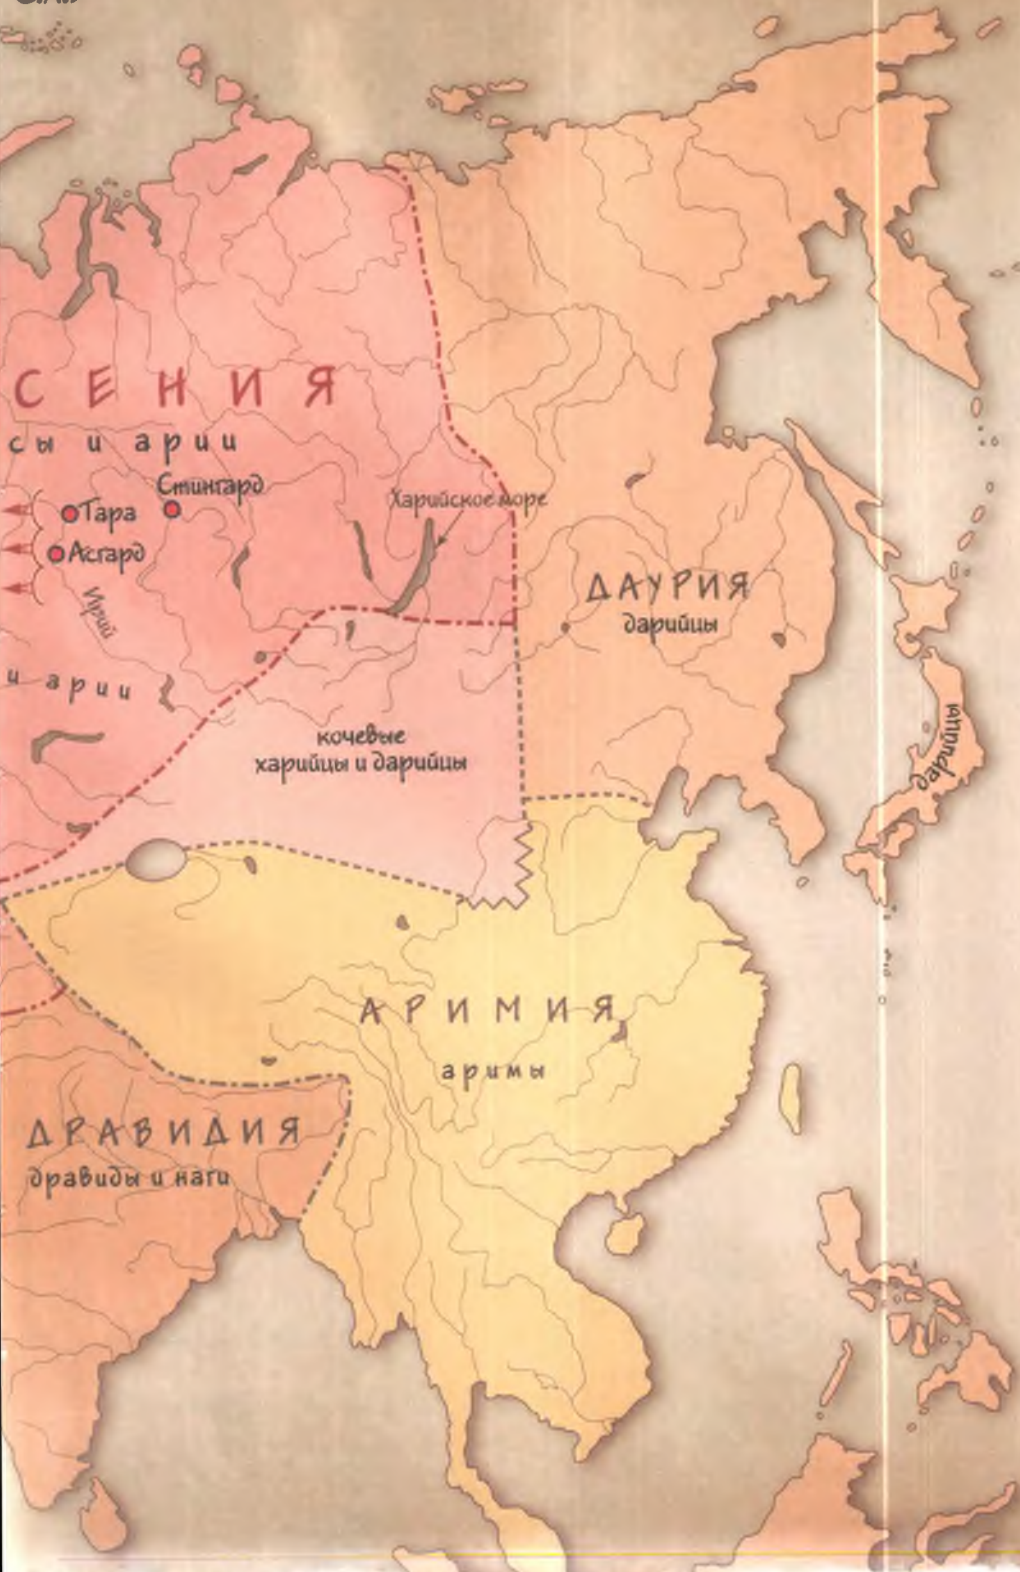 СЕНИЯ
сы и арии
Стингард
Тара
Харийское море
Асгард
Ирий
ДАУРИЯ
дарийцы
и арии
кочевые
харийцы и дарийцы
дарийцы
АРИМИЯ
аримы
ДРАВИДИЯ
дравиды и наги